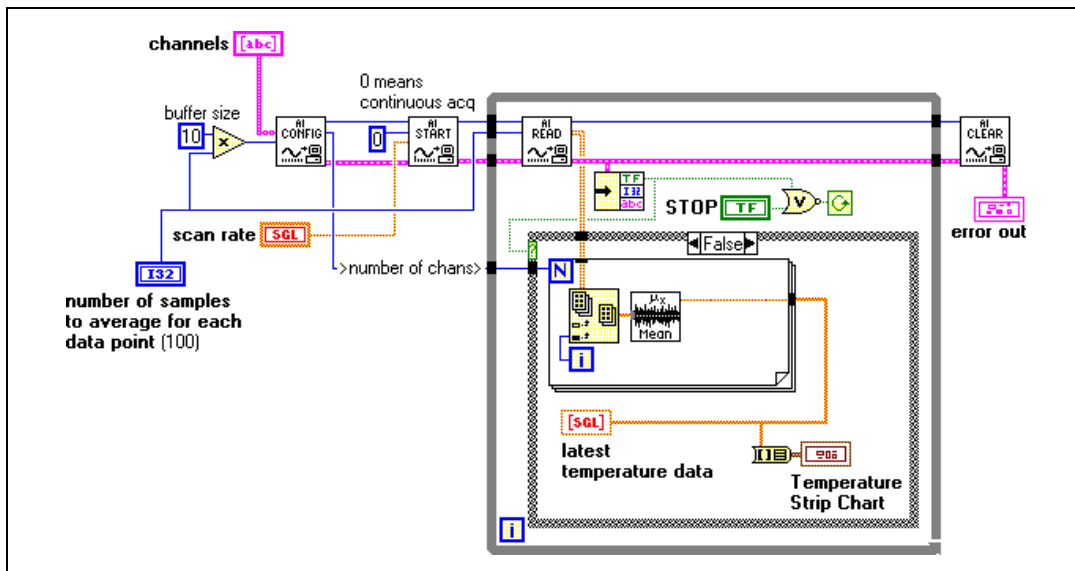 channels [abc]
0 means
continuous acq
buffer size
10 x
AI
CONFIG
0
AI
START
AI
READ
AI
CLEAR
TF
I32
abc
STOP TF V
error out
scan rate SGL
? False
>number of chans> N
I32
number of samples
to average for each
data point (100)
μx
Mean
i
[SGL]
latest
temperature data
Temperature
Strip Chart
i